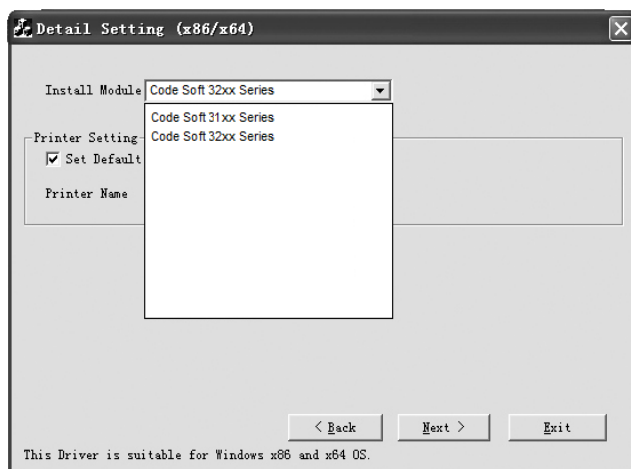 Detail Setting (x86/x64)
Install Module Code Soft 32xx Series
Code Soft 31xx Series
Code Soft 32xx Series
Printer Setting
Set Default
Printer Name
< Back Next > Exit
This Driver is suitable for Windows x86 and x64 OS.